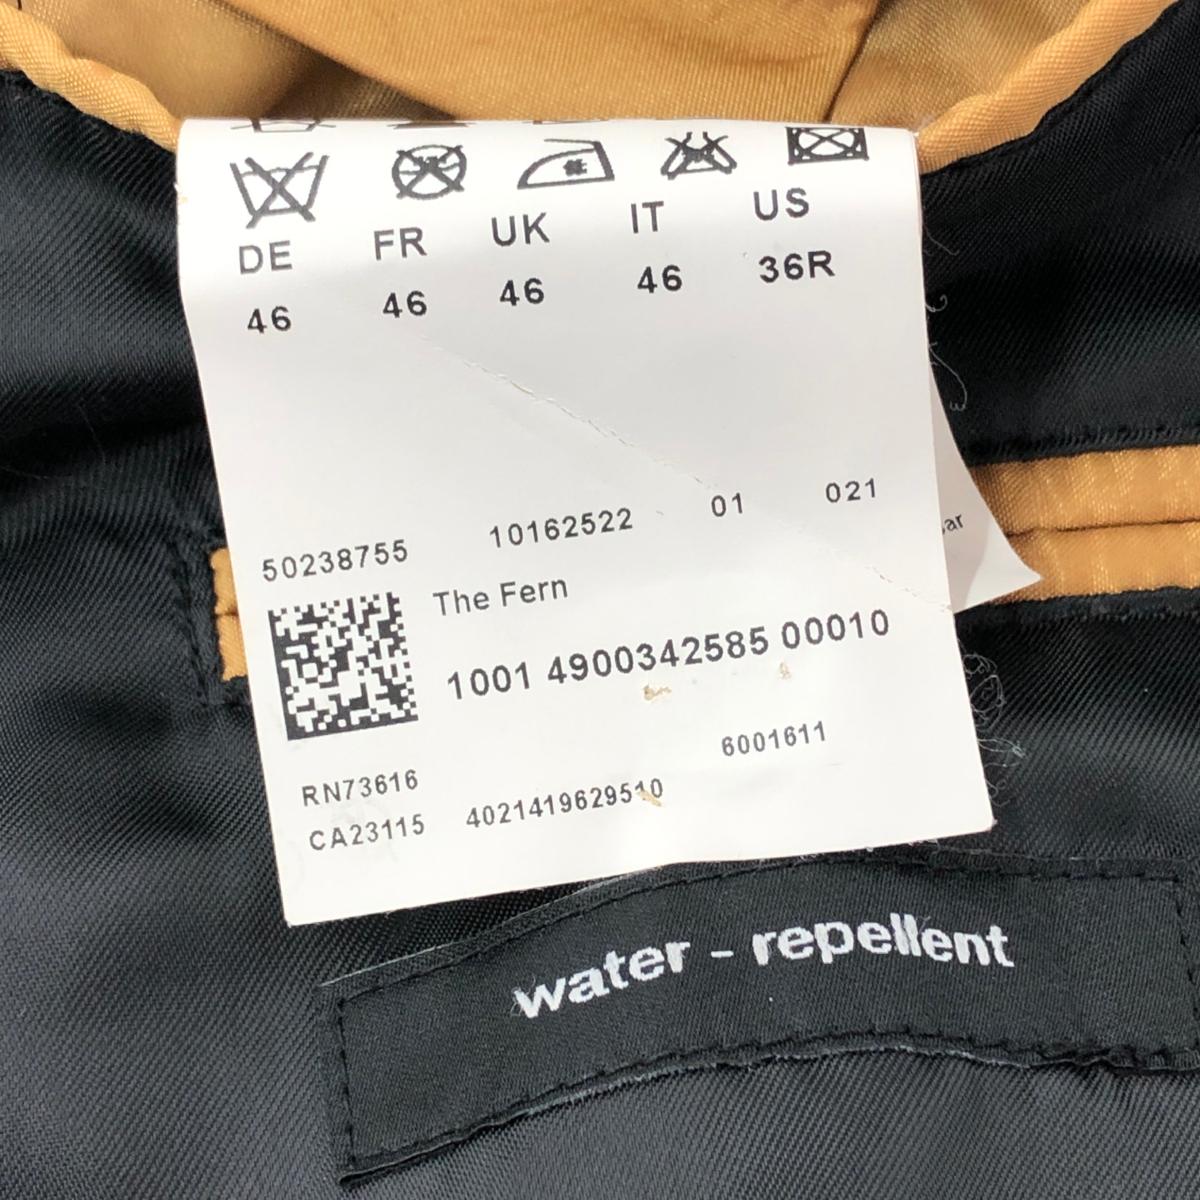 DE FR UK IT US
46 46 46 46 36R
50238755 10162522 01 021
The Fern
1001 4900342585 00010
RN73616 6001611
CA23115 4021419629510
water - repellent